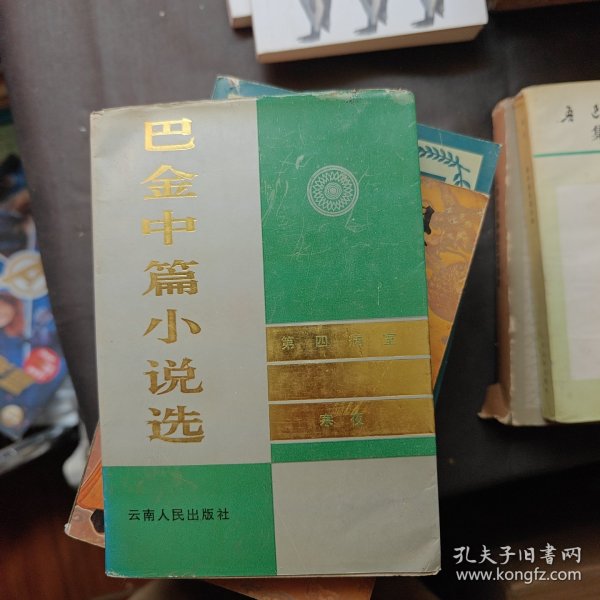 巴金中篇小说选
第四病室
寒夜
云南人民出版社
集
孔夫子旧书网
www.kongfz.com